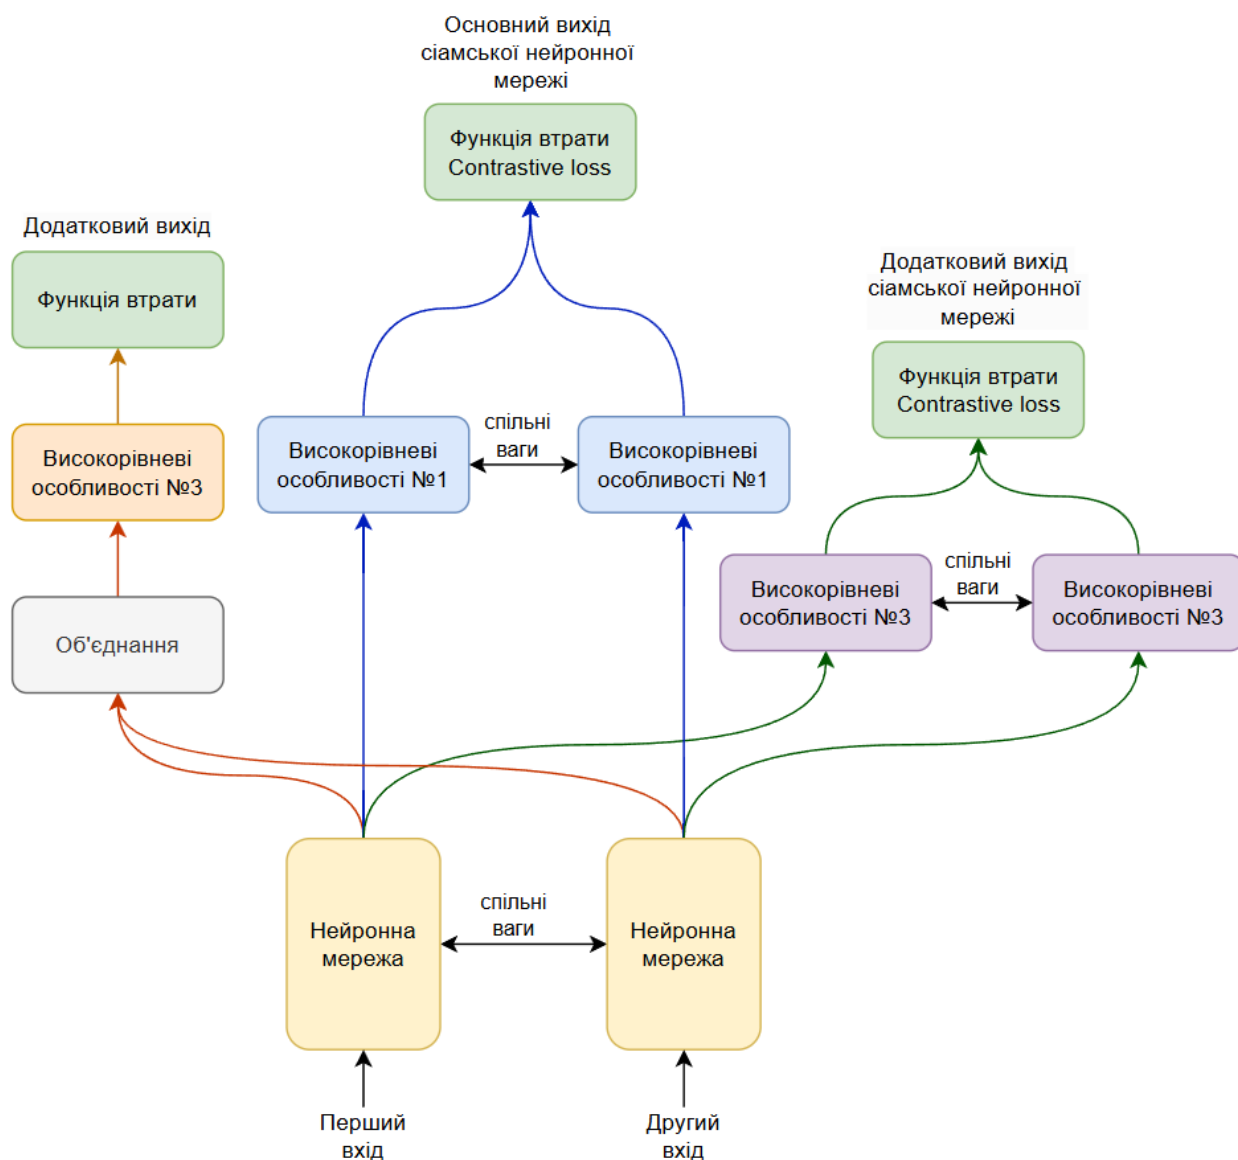 Основний вихід
сіамської нейронної
мережі
Функція втрати
Contrastive loss
Додатковий вихід
Функція втрати
Додатковий вихід
сіамської нейронної
мережі
Функція втрати
Contrastive loss
Високорівневі
особливості №3
Високорівневі
особливості №1
спільні
ваги
Високорівневі
особливості №1
Високорівневі
особливості №3
спільні
ваги
Високорівневі
особливості №3
Об'єднання
Нейронна
мережа
спільні
ваги
Нейронна
мережа
Перший
вхід
Другий
вхід